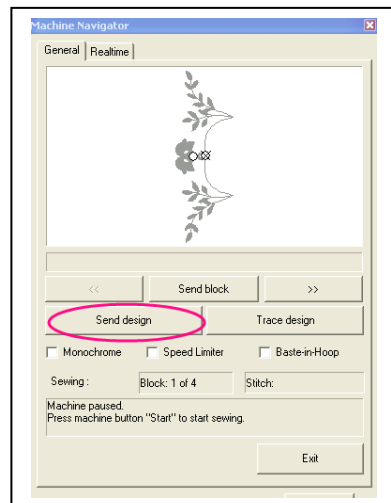 Machine Navigator
General Realtime
<< Send block >>
Send design Trace design
Monochrome Speed Limiter Baste-in-Hoop
Sewing : Block: 1 of 4 Stitch:
Machine paused.
Press machine button "Start" to start sewing.
Exit